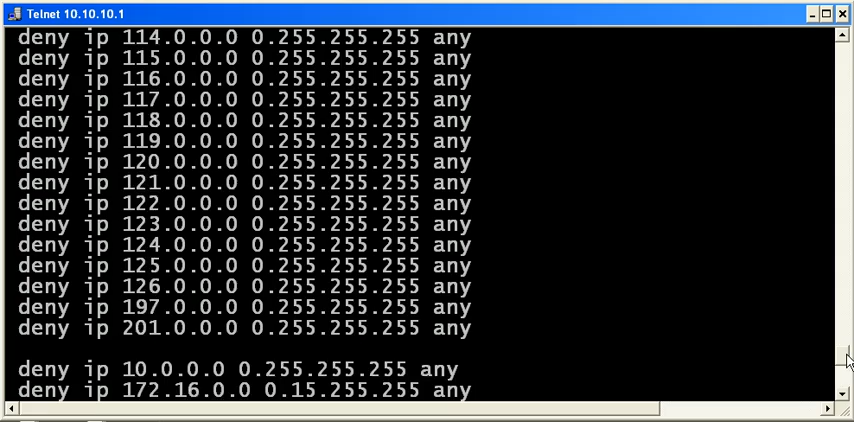 Telnet 10.10.10.1
deny ip 114.0.0.0 0.255.255.255 any
deny ip 115.0.0.0 0.255.255.255 any
deny ip 116.0.0.0 0.255.255.255 any
deny ip 117.0.0.0 0.255.255.255 any
deny ip 118.0.0.0 0.255.255.255 any
deny ip 119.0.0.0 0.255.255.255 any
deny ip 120.0.0.0 0.255.255.255 any
deny ip 121.0.0.0 0.255.255.255 any
deny ip 122.0.0.0 0.255.255.255 any
deny ip 123.0.0.0 0.255.255.255 any
deny ip 124.0.0.0 0.255.255.255 any
deny ip 125.0.0.0 0.255.255.255 any
deny ip 126.0.0.0 0.255.255.255 any
deny ip 197.0.0.0 0.255.255.255 any
deny ip 201.0.0.0 0.255.255.255 any
deny ip 10.0.0.0 0.255.255.255 any
deny ip 172.16.0.0 0.15.255.255 any